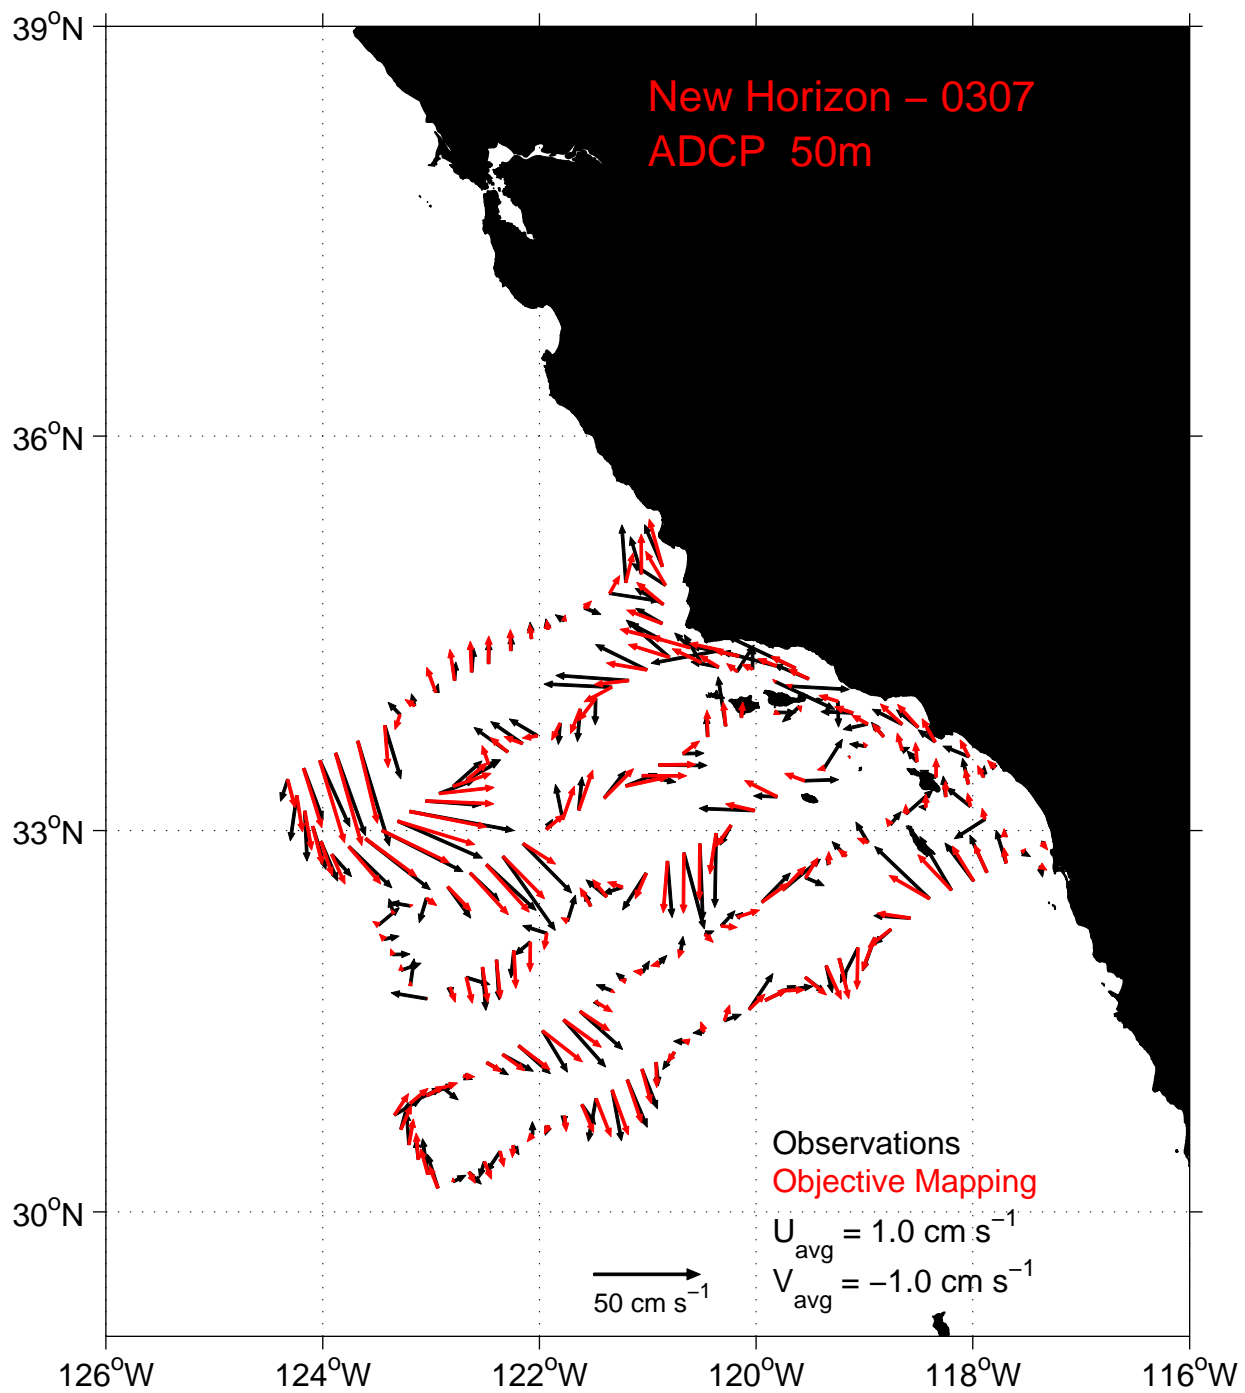 39°N
New Horizon – 0307
ADCP 50m
36°N
33°N
Observations
Objective Mapping
30°N
U_avg = 1.0 cm s⁻¹
V_avg = −1.0 cm s⁻¹
50 cm s⁻¹
126°W 124°W 122°W 120°W 118°W 116°W